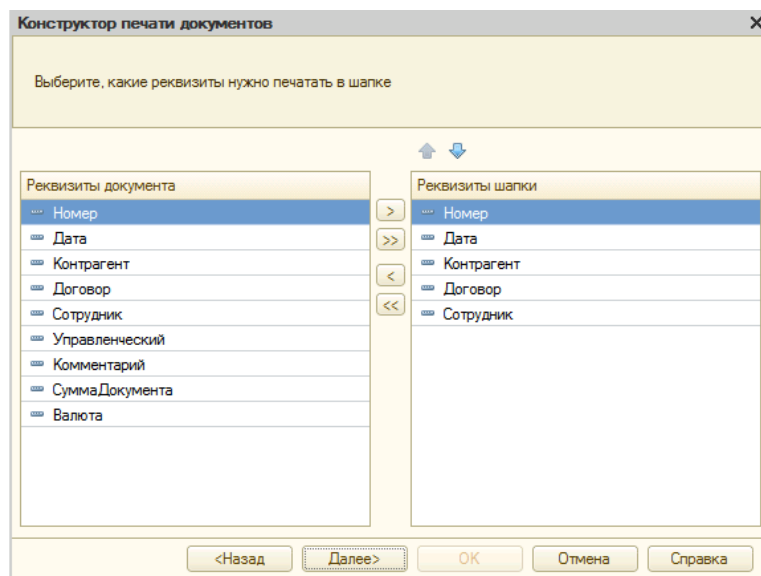 Конструктор печати документов
Выберите, какие реквизиты нужно печатать в шапке
Реквизиты документа
Номер
Дата
Контрагент
Договор
Сотрудник
Управленческий
Комментарий
СуммаДокумента
Валюта
>
>>
<
<<
Реквизиты шапки
Номер
Дата
Контрагент
Договор
Сотрудник
<Назад
Далее>
OK
Отмена
Справка